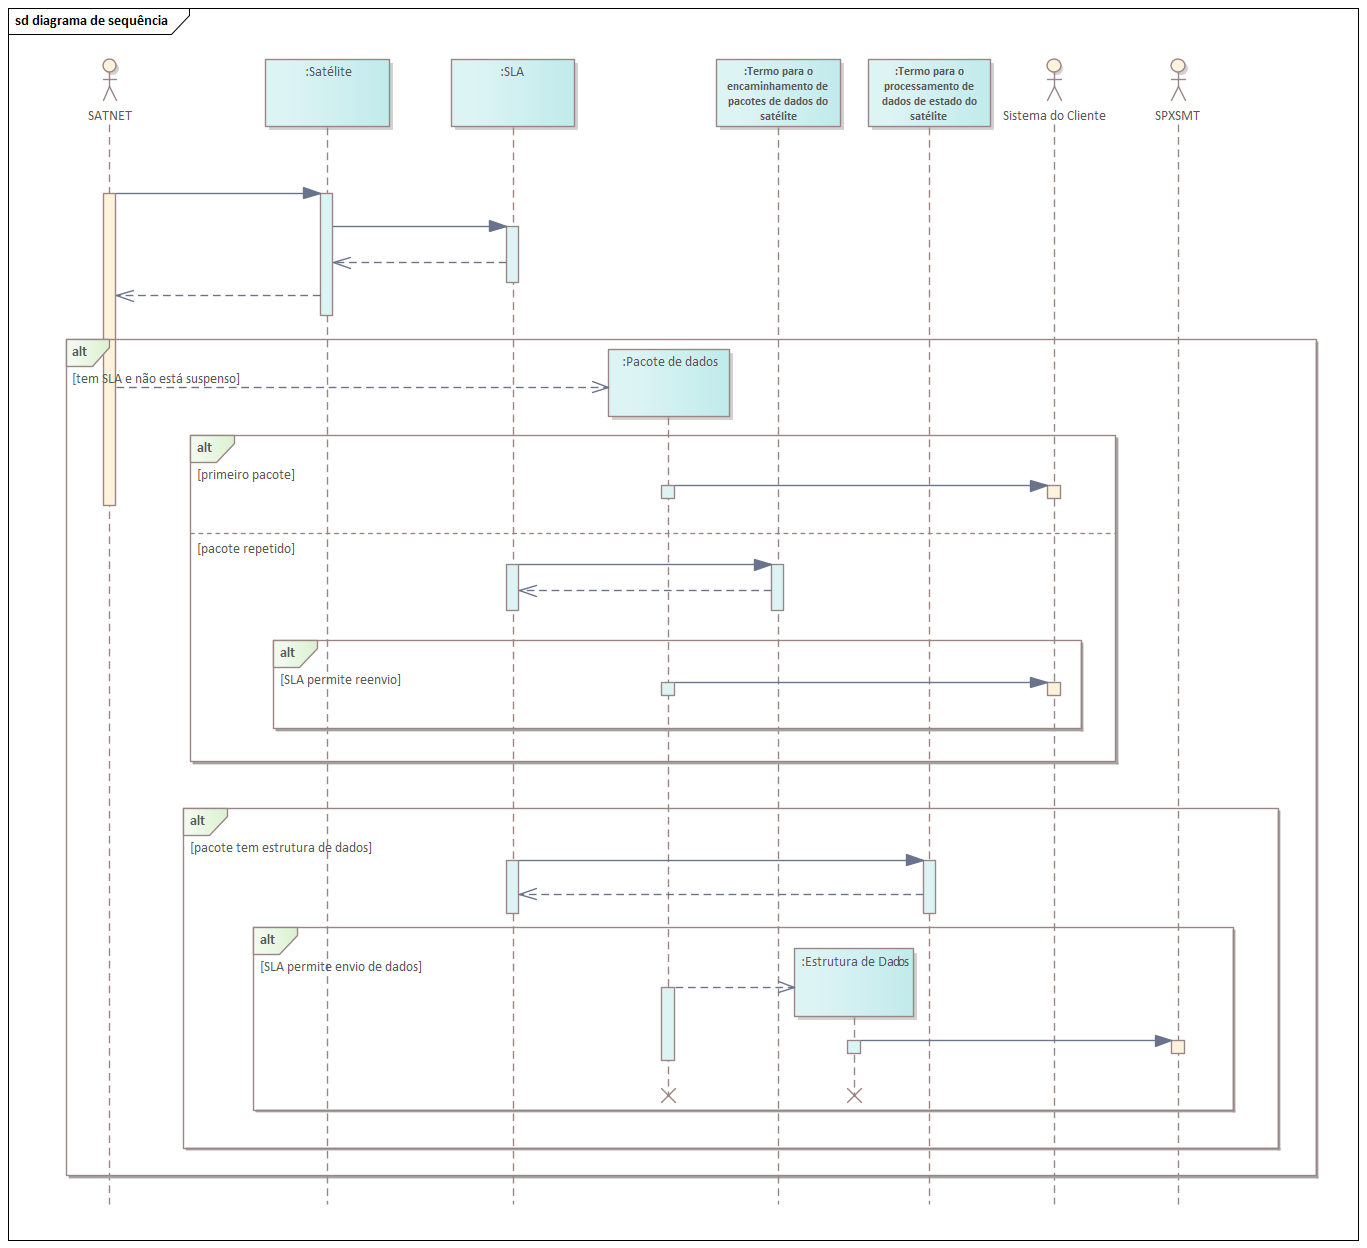 sd diagrama de sequência
SATNET
:Satélite
:SLA
:Termo para o
encaminhamento de
pacotes de dados do
satélite
:Termo para o
processamento de
dados de estado do
satélite
Sistema do Cliente
SPXSMT
alt
[tem SLA e não está suspenso]
:Pacote de dados
alt
[primeiro pacote]
[pacote repetido]
alt
[SLA permite reenvio]
alt
[pacote tem estrutura de dados]
alt
[SLA permite envio de dados]
:Estrutura de Dados